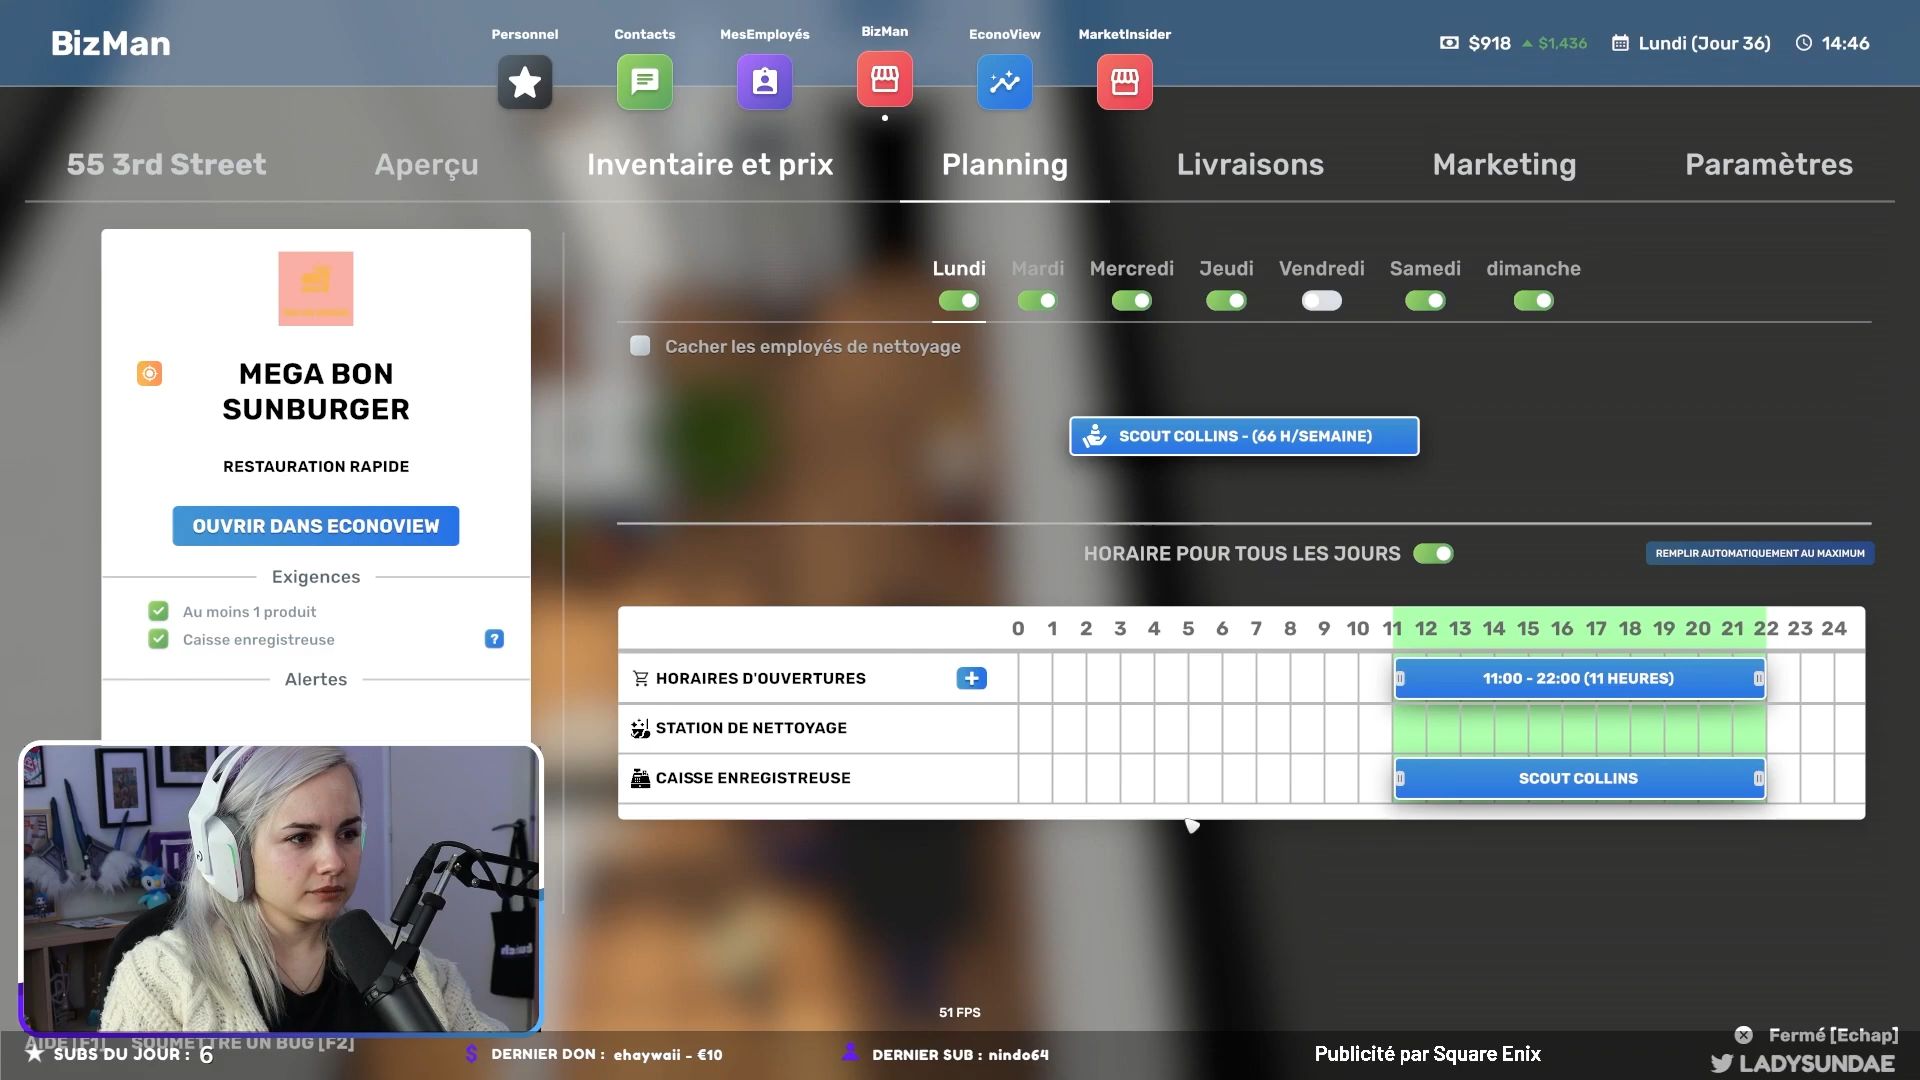 BizMan
Personnel
Contacts
MesEmployés
BizMan
EconoView
MarketInsider
$918
$1,436
Lundi (Jour 36)
14:46
55 3rd Street
Aperçu
Inventaire et prix
Planning
Livraisons
Marketing
Paramètres
MEGA BON
SUNBURGER
RESTAURATION RAPIDE
OUVRIR DANS ECONOVIEW
Exigences
Au moins 1 produit
Caisse enregistreuse
?
Alertes
Lundi
Mardi
Mercredi
Jeudi
Vendredi
Samedi
dimanche
Cacher les employés de nettoyage
SCOUT COLLINS - (66 H/SEMAINE)
HORAIRE POUR TOUS LES JOURS
REMPLIR AUTOMATIQUEMENT AU MAXIMUM
0 1 2 3 4 5 6 7 8 9 10 11 12 13 14 15 16 17 18 19 20 21 22 23 24
HORAIRES D'OUVERTURES
11:00 - 22:00 (11 HEURES)
STATION DE NETTOYAGE
CAISSE ENREGISTREUSE
SCOUT COLLINS
51 FPS
AIDE [F1]
SOUMETTRE UN BUG [F2]
Fermé [Echap]
SUBS DU JOUR : 6
DERNIER DON : ehaywaii - €10
DERNIER SUB : nindo64
Publicité par Square Enix
LADYSUNDAE